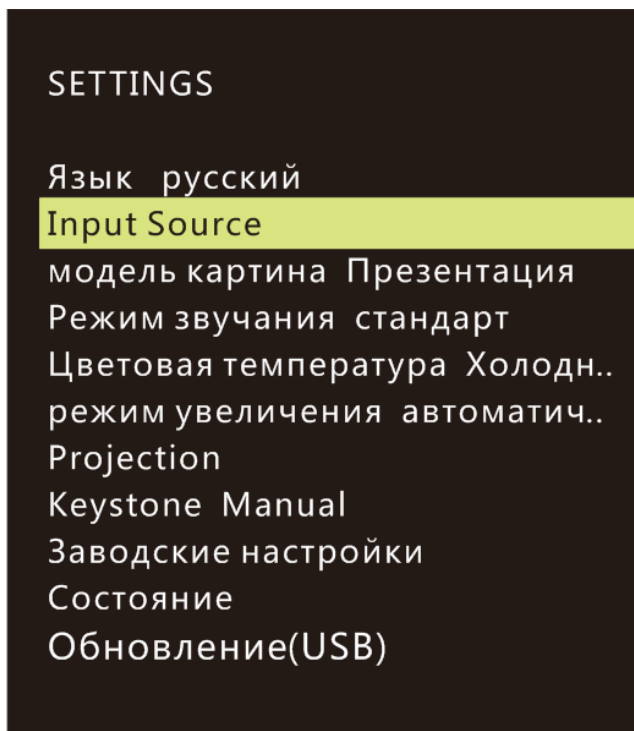 SETTINGS
Язык русский
Input Source
модель картина Презентация
Режим звучания стандарт
Цветовая температура Холодн..
режим увеличения автоматич..
Projection
Keystone Manual
Заводские настройки
Состояние
Обновление(USB)